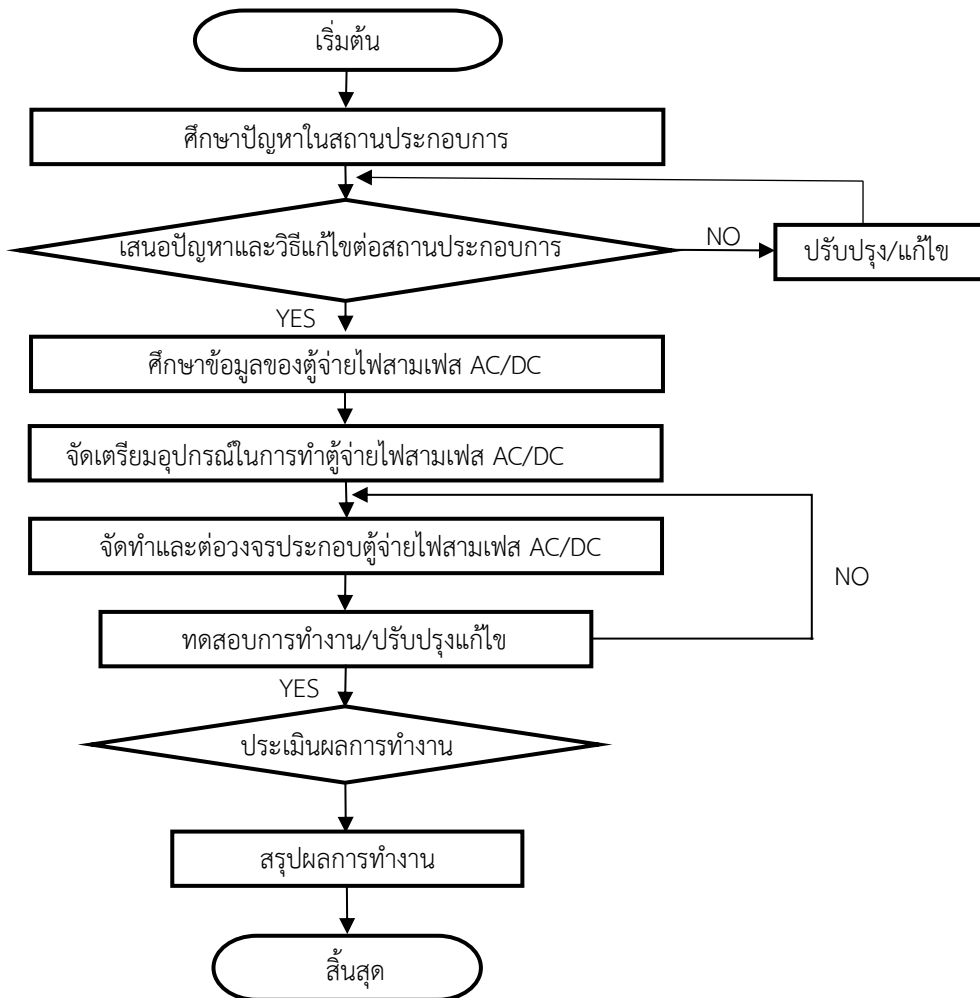 เริ่มต้น
ศึกษาปัญหาในสถานประกอบการ
เสนอปัญหาและวิธีแก้ไขต่อสถานประกอบการ
NO
ปรับปรุง/แก้ไข
YES
ศึกษาข้อมูลของตู้จ่ายไฟสามเฟส AC/DC
จัดเตรียมอุปกรณ์ในการทำตู้จ่ายไฟสามเฟส AC/DC
จัดทำและต่อวงจรประกอบตู้จ่ายไฟสามเฟส AC/DC
NO
ทดสอบการทำงาน/ปรับปรุงแก้ไข
YES
ประเมินผลการทำงาน
สรุปผลการทำงาน
สิ้นสุด